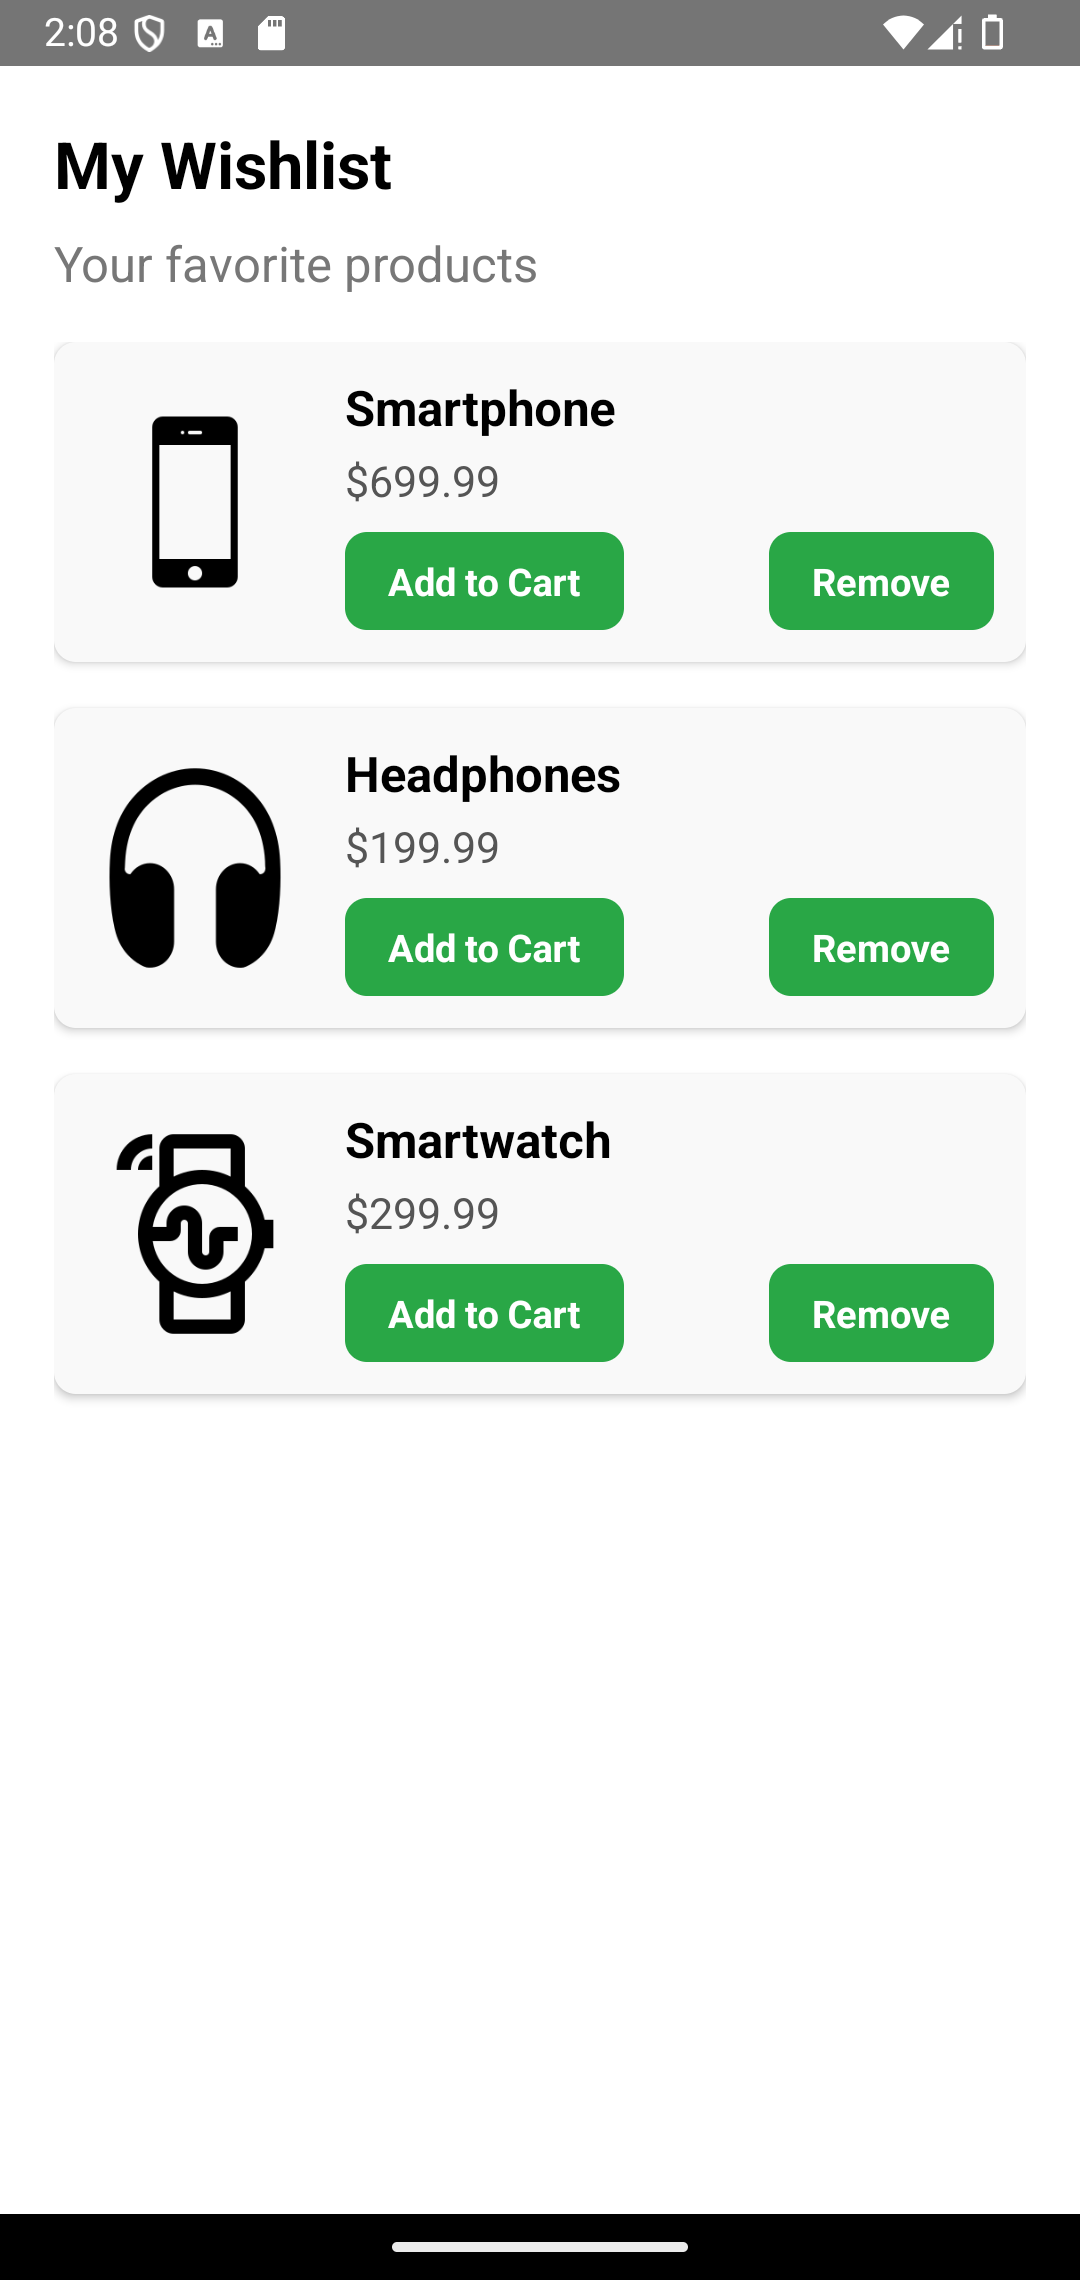 2:08
My Wishlist
Your favorite products
Smartphone
$699.99
Add to Cart Remove
Headphones
$199.99
Add to Cart Remove
Smartwatch
$299.99
Add to Cart Remove